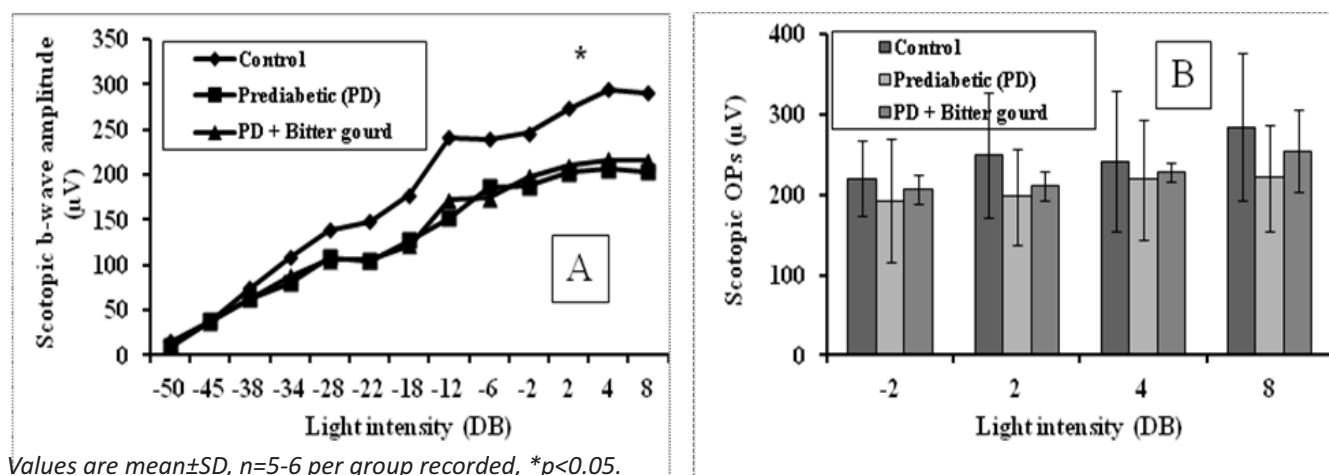 350
300
250
200
150
100
50
0
Scotopic b-wave amplitude
(µ V)
Control
Prediabetic (PD)
PD + Bitter gourd
*
A
-50 -45 -38 -34 -28 -22 -18 -12 -6 -2 2 4 8
Light intensity (DB)
Values are mean±SD, n=5-6 per group recorded, *p<0.05.
400
300
200
100
0
Scotopic OPs (µV)
Control
Prediabetic (PD)
PD + Bitter gourd
B
-2 2 4 8
Light intensity (DB)